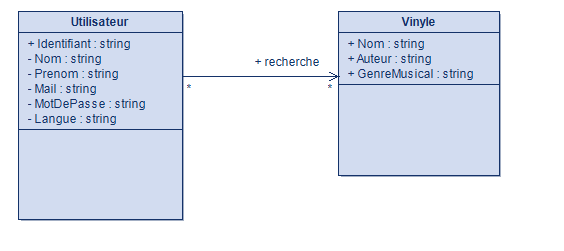 Utilisateur
+ Identifiant : string
- Nom : string
- Prenom : string
- Mail : string
- MotDePasse : string
- Langue : string
+ recherche
*
*
Vinyle
+ Nom : string
+ Auteur : string
+ GenreMusical : string